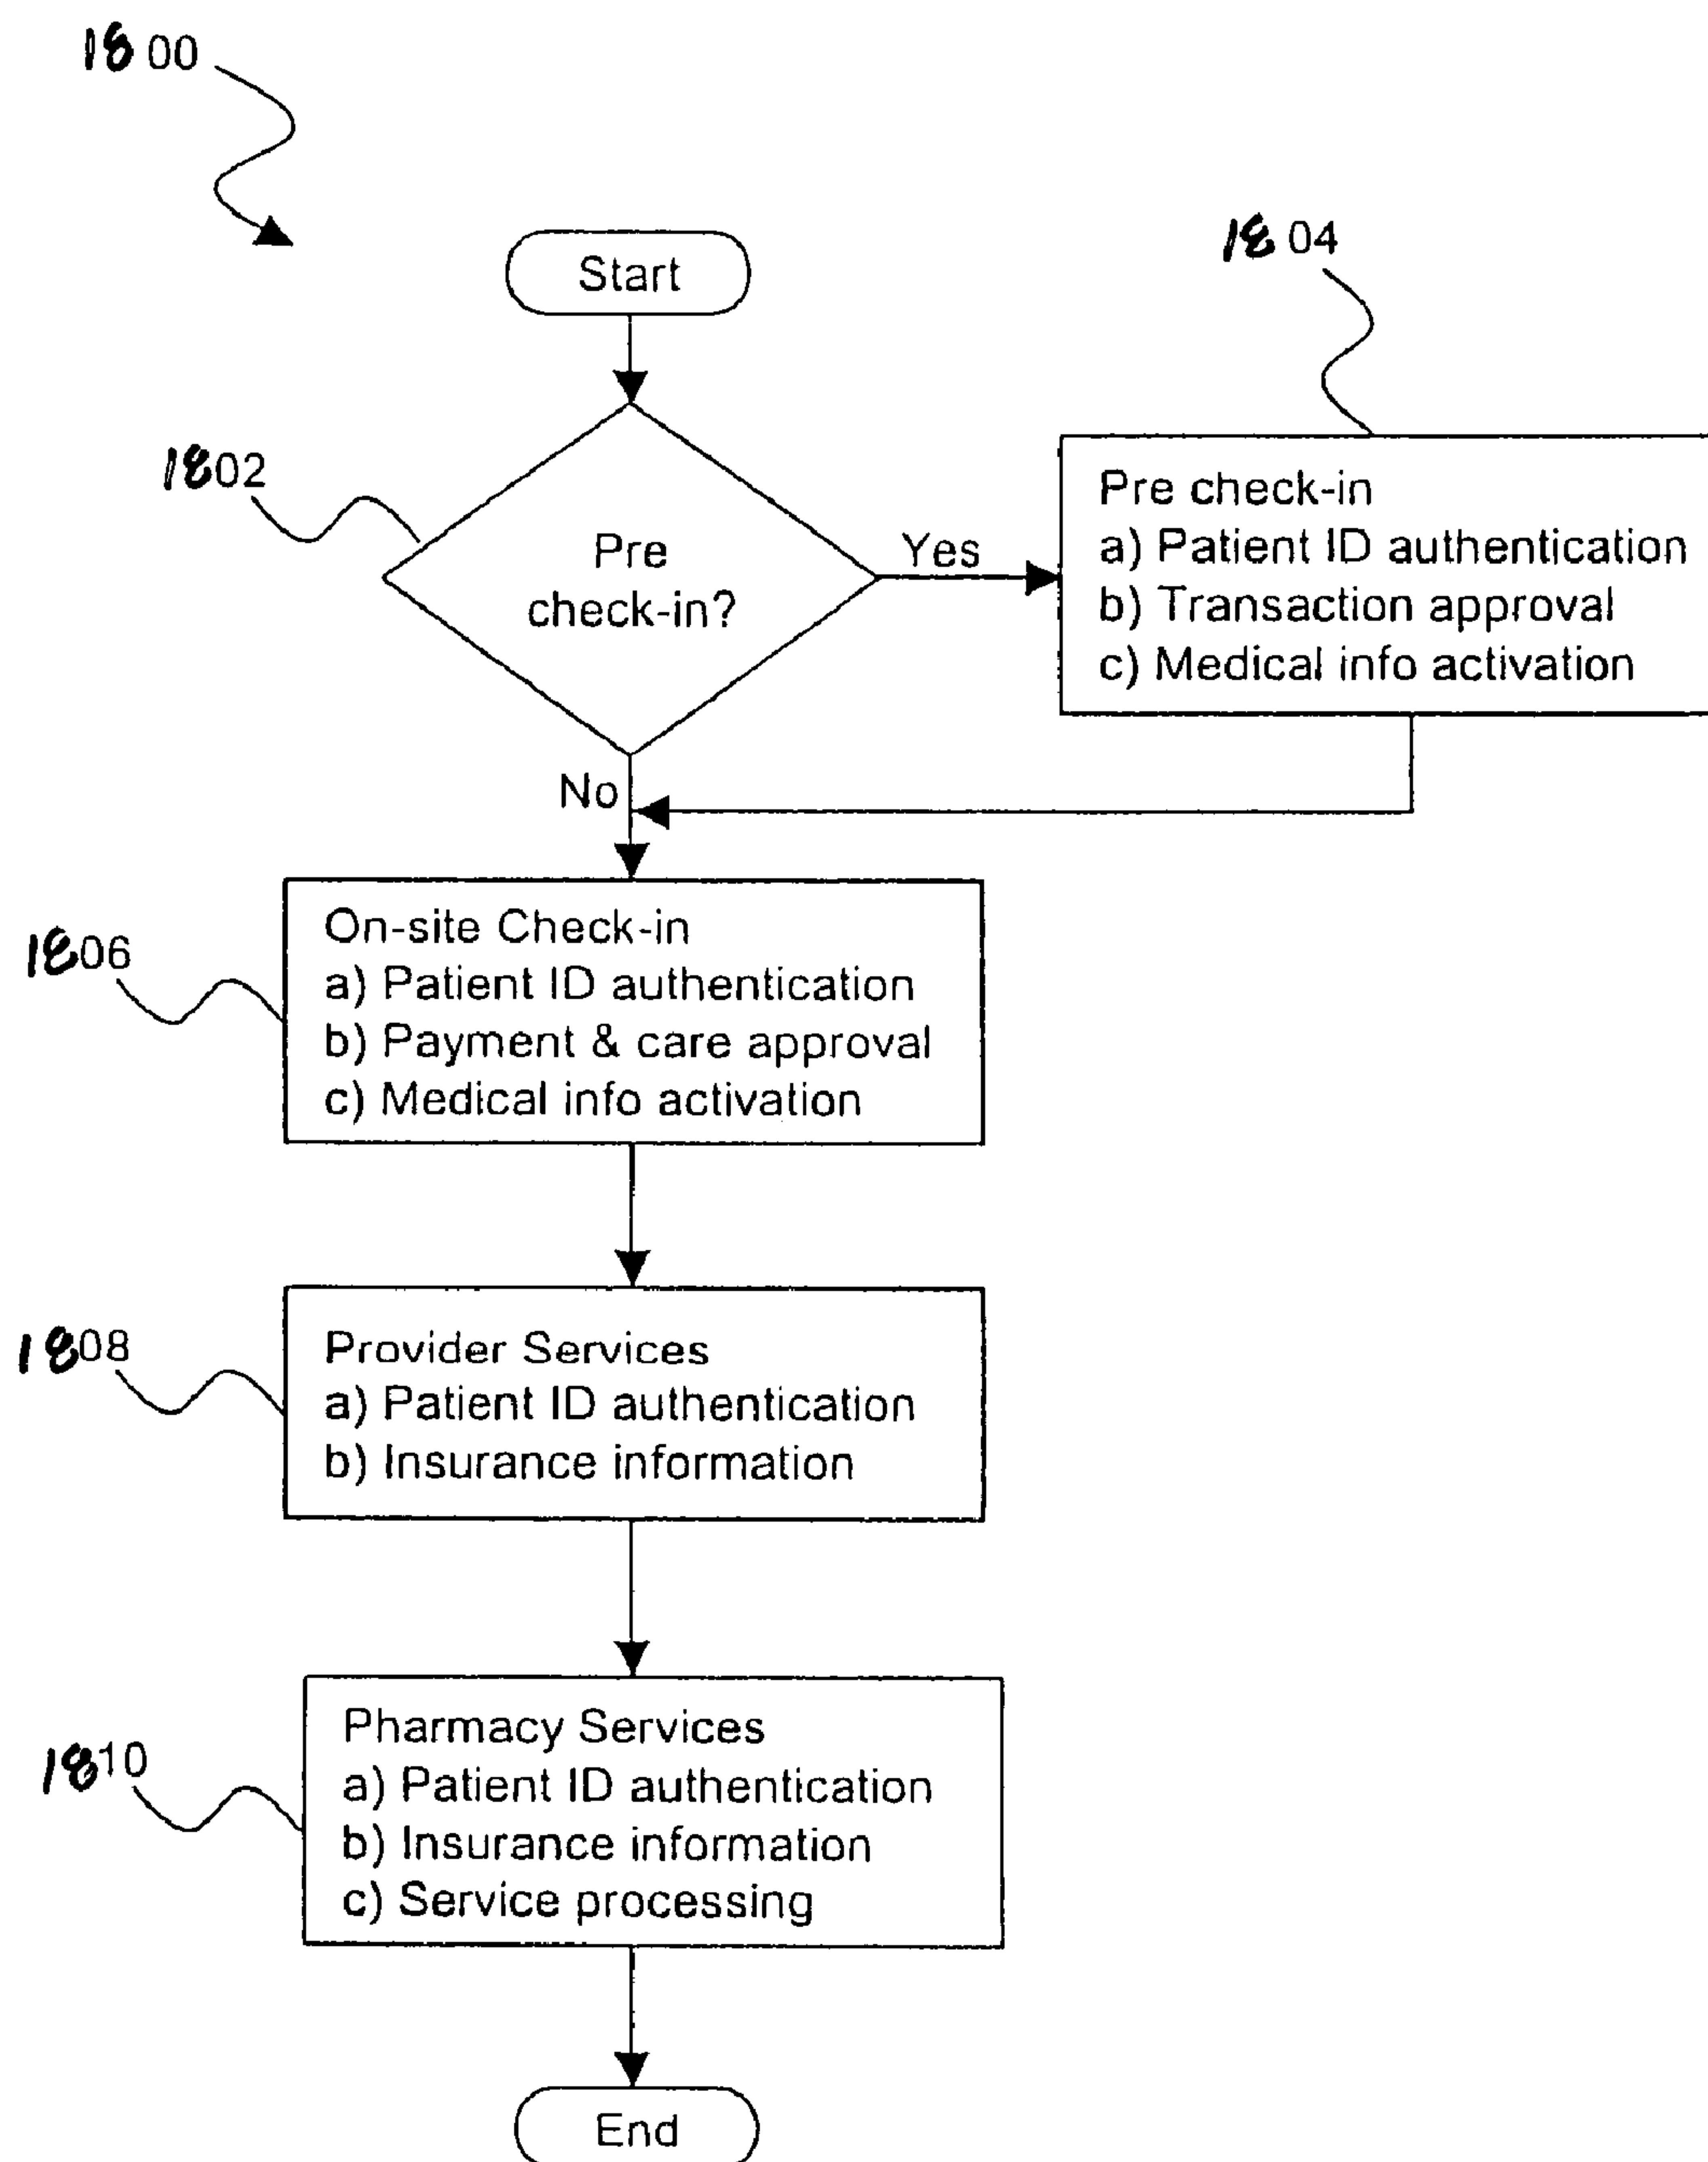 1800
Start
1804
1802
Pre
check-in?
Yes
Pre check-in
a) Patient ID authentication
b) Transaction approval
c) Medical info activation
No
1806
On-site Check-in
a) Patient ID authentication
b) Payment & care approval
c) Medical info activation
1808
Provider Services
a) Patient ID authentication
b) Insurance information
1810
Pharmacy Services
a) Patient ID authentication
b) Insurance information
c) Service processing
End